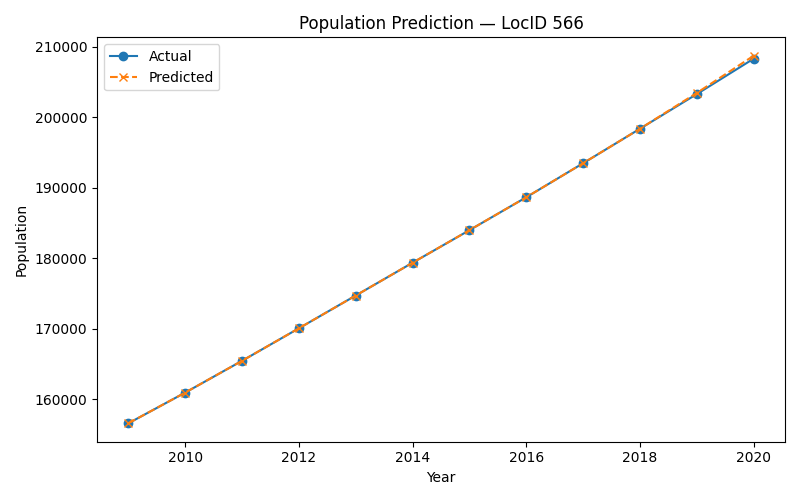 Population Prediction — LocID 566
Actual
Predicted
210000
200000
190000
180000
170000
160000
Population
2010
2012
2014
2016
2018
2020
Year